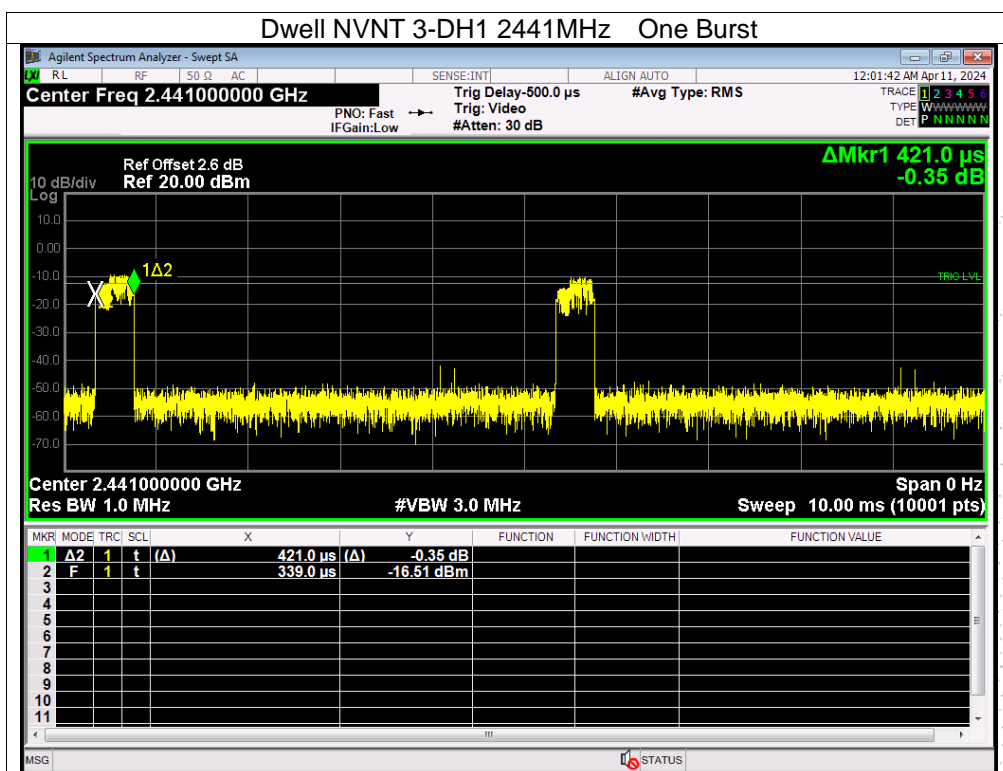 Dwell NVNT 3-DH1 2441MHz One Burst
Agilent Spectrum Analyzer - Swept SA
LXI RL RF 50 Ω AC SENSE:INT ALIGN AUTO 12:01:42 AM Apr 11, 2024
Center Freq 2.441000000 GHz
PNO: Fast
IFGain:Low
Trig Delay-500.0 µs
Trig: Video
#Atten: 30 dB
#Avg Type: RMS
TRACE 1 2 3 4 5 6
TYPE WWWWWW
DET P N N N N N
ΔMkr1 421.0 µs
-0.35 dB
Ref Offset 2.6 dB
10 dB/div Ref 20.00 dBm
Log
10.0
0.00
-10.0
1Δ2
TRIG LVL
-20.0
-30.0
-40.0
-50.0
-60.0
-70.0
Center 2.441000000 GHz Span 0 Hz
Res BW 1.0 MHz #VBW 3.0 MHz Sweep 10.00 ms (10001 pts)
MKR MODE TRC SCL X Y FUNCTION FUNCTION WIDTH FUNCTION VALUE
1 Δ2 1 t (Δ) 421.0 µs (Δ) -0.35 dB
2 F 1 t 339.0 µs -16.51 dBm
3
4
5
6
7
8
9
10
11
MSG STATUS